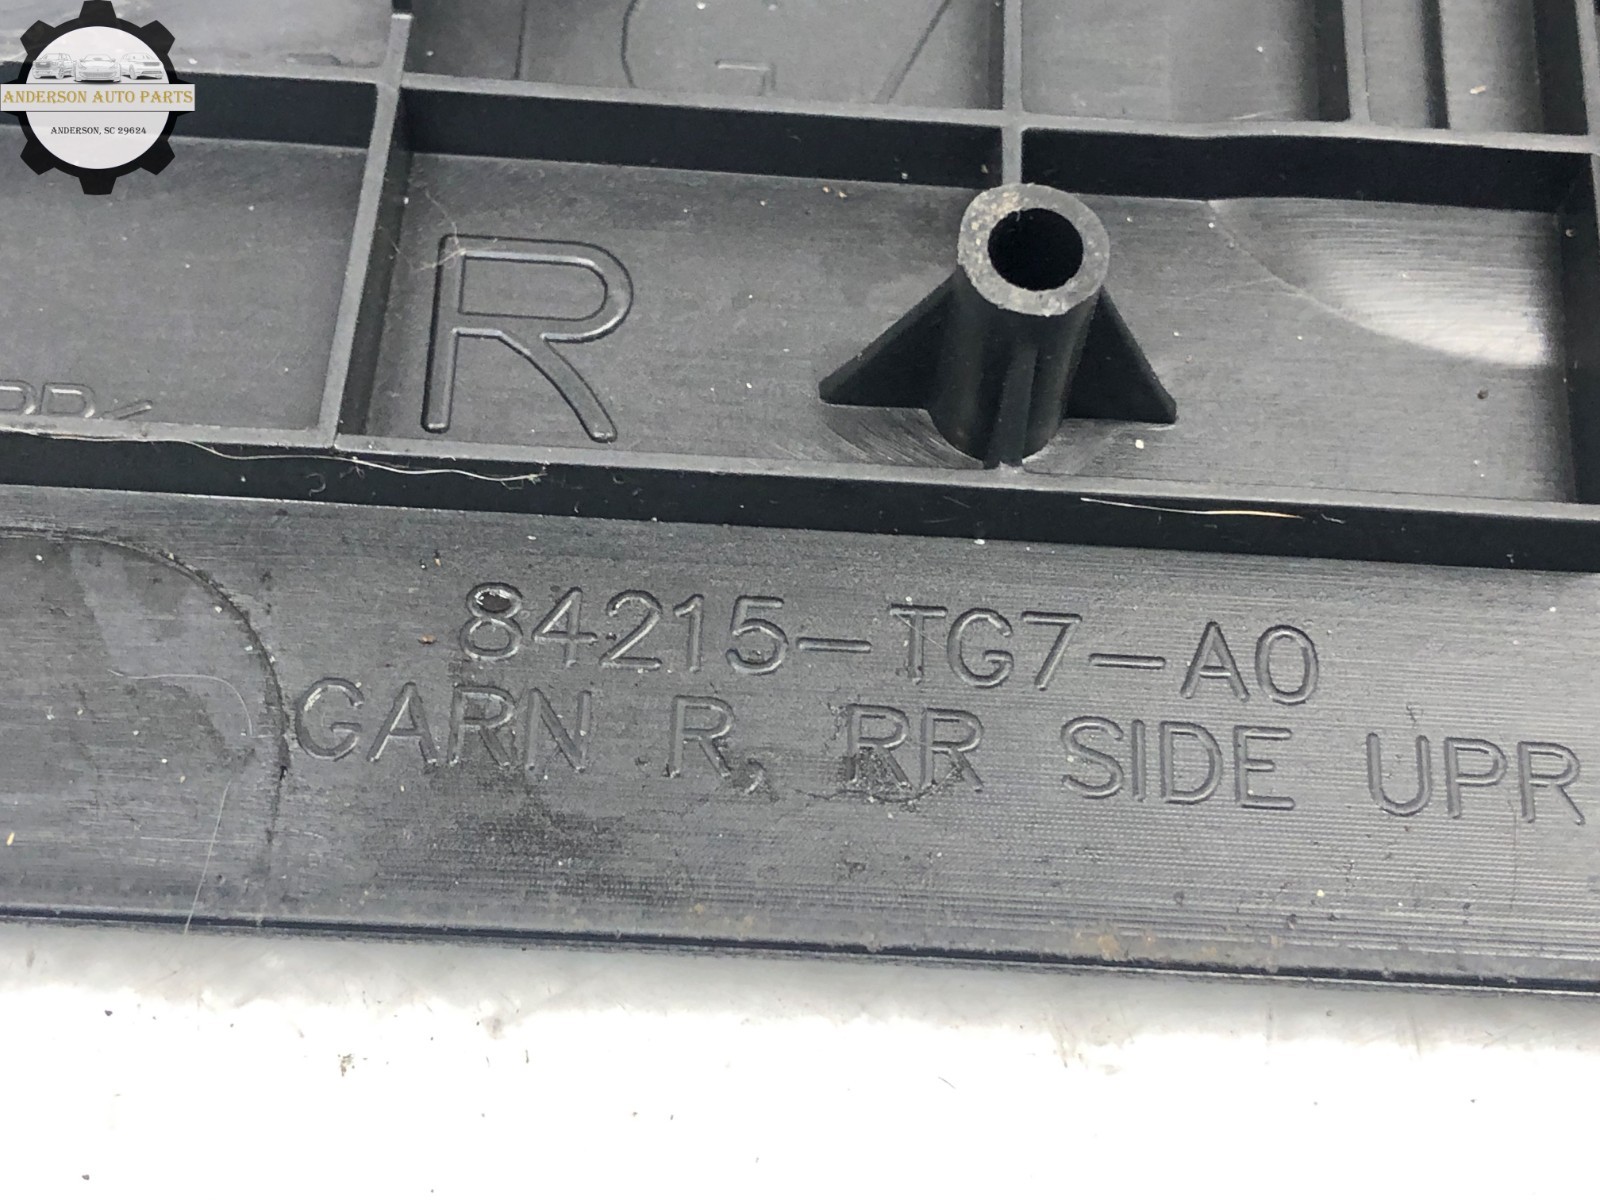 ANDERSON AUTO PARTS
ANDERSON, SC 29624
R
84215-TG7-A0
GARN R, RR SIDE UPR